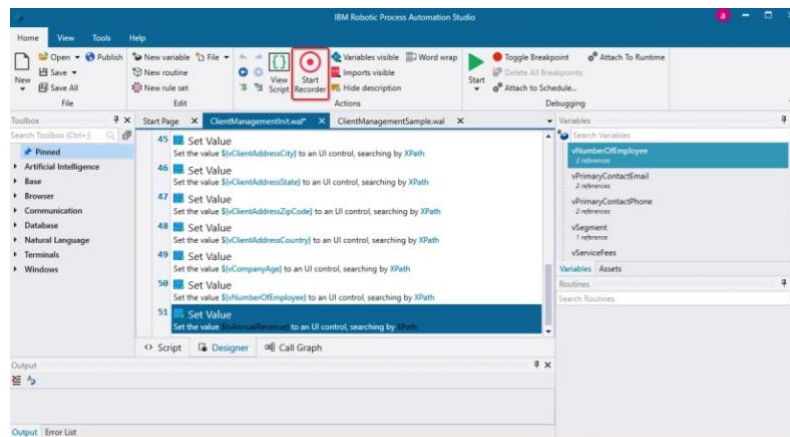 IBM Robotic Process Automation Studio
a
Home View Tools Help
Open Publish New variable File Variables visible Word wrap Toggle Breakpoint Attach To Runtime
Save New routine Imports visible Delete All Breakpoints
New Save All New rule set View Script Start Recorder Hide description Start Attach to Schedule...
File Edit Actions Debugging
Toolbox Start Page ClientManagementInit.wal* ClientManagementSample.wal Variables
Search Toolbox (Ctrl+;) Search Variables
Pinned
Artificial Intelligence
Base
Browser
Communication
Database
Natural Language
Terminals
Windows
45 Set Value
Set the value ${vClientAddressCity} to an UI control, searching by XPath
46 Set Value
Set the value ${vClientAddressState} to an UI control, searching by XPath
47 Set Value
Set the value ${vClientAddressZipCode} to an UI control, searching by XPath
48 Set Value
Set the value ${vClientAddressCountry} to an UI control, searching by XPath
49 Set Value
Set the value ${vCompanyAge} to an UI control, searching by XPath
50 Set Value
Set the value ${vNumberOfEmployee} to an UI control, searching by XPath
51 Set Value
Set the value ${vAnnualRevenue} to an UI control, searching by XPath
Script Designer Call Graph
vNumberOfEmployee
2 references
vPrimaryContactEmail
2 references
vPrimaryContactPhone
2 references
vSegment
1 reference
vServiceFees
Variables Assets
Routines
Search Routines
Output
Output Error List